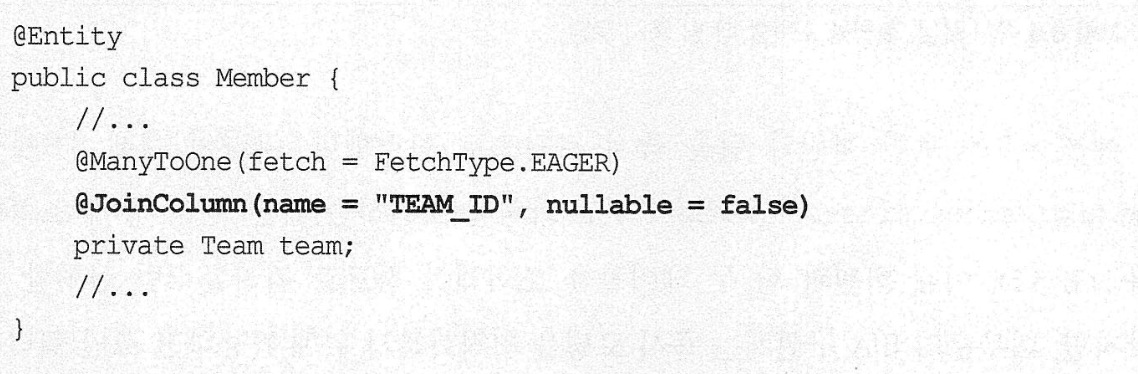 @Entity
public class Member {
    //...
    @ManyToOne(fetch = FetchType.EAGER)
    @JoinColumn(name = "TEAM_ID", nullable = false)
    private Team team;
    //...
}